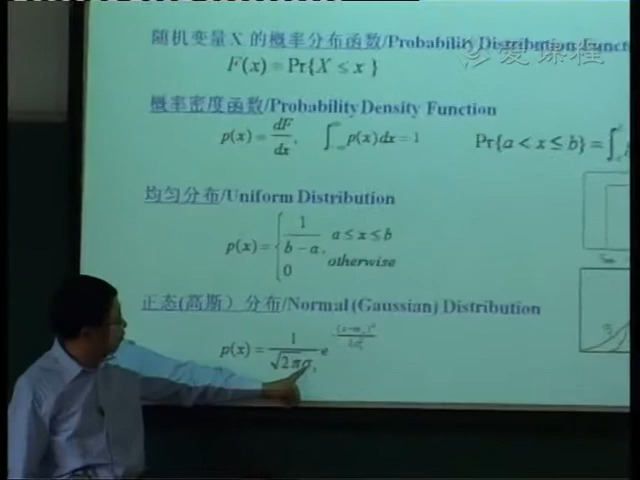 随机变量X的概率分布函数/Probability Distribution Funct
爱课程
F(x)=Pr{X≤x}
概率密度函数/Probability Density Function
p(x)=dF/dx, ∫p(x)dx=1 Pr{a<x≤b}=∫
均匀分布/Uniform Distribution
p(x)={1/(b-a), a≤x≤b
0 otherwise
正态(高斯）分布/Normal (Gaussian) Distribution
p(x)=1/(√2πσ) e